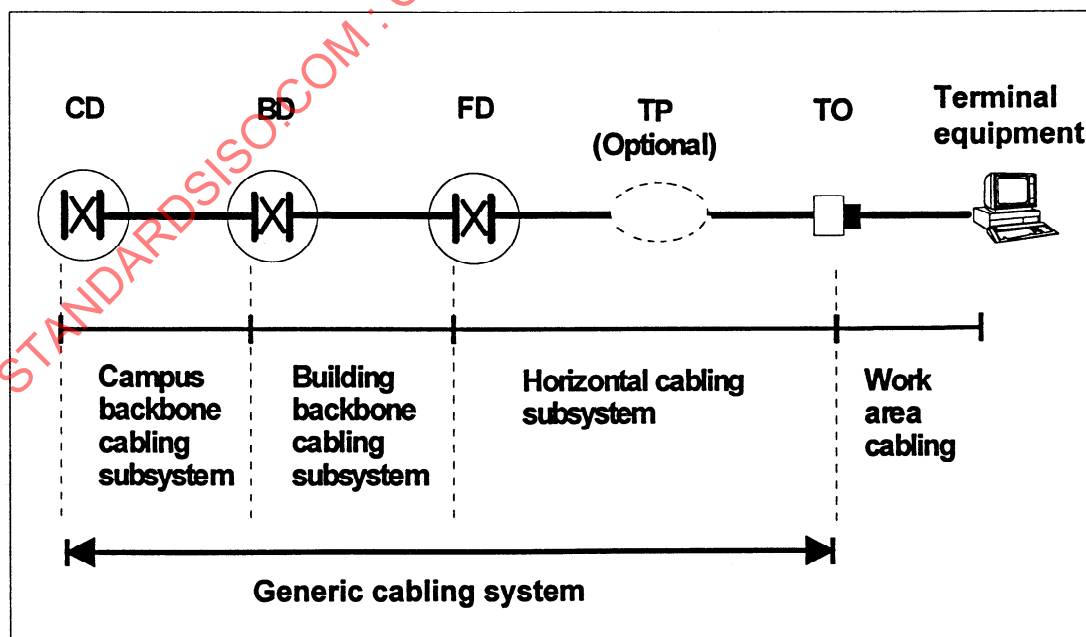 STANDARDSISO.COM : C
CD
BD
FD
TP
(Optional)
TO
Terminal
equipment
Campus
backbone
cabling
subsystem
Building
backbone
cabling
subsystem
Horizontal cabling
subsystem
Work
area
cabling
Generic cabling system